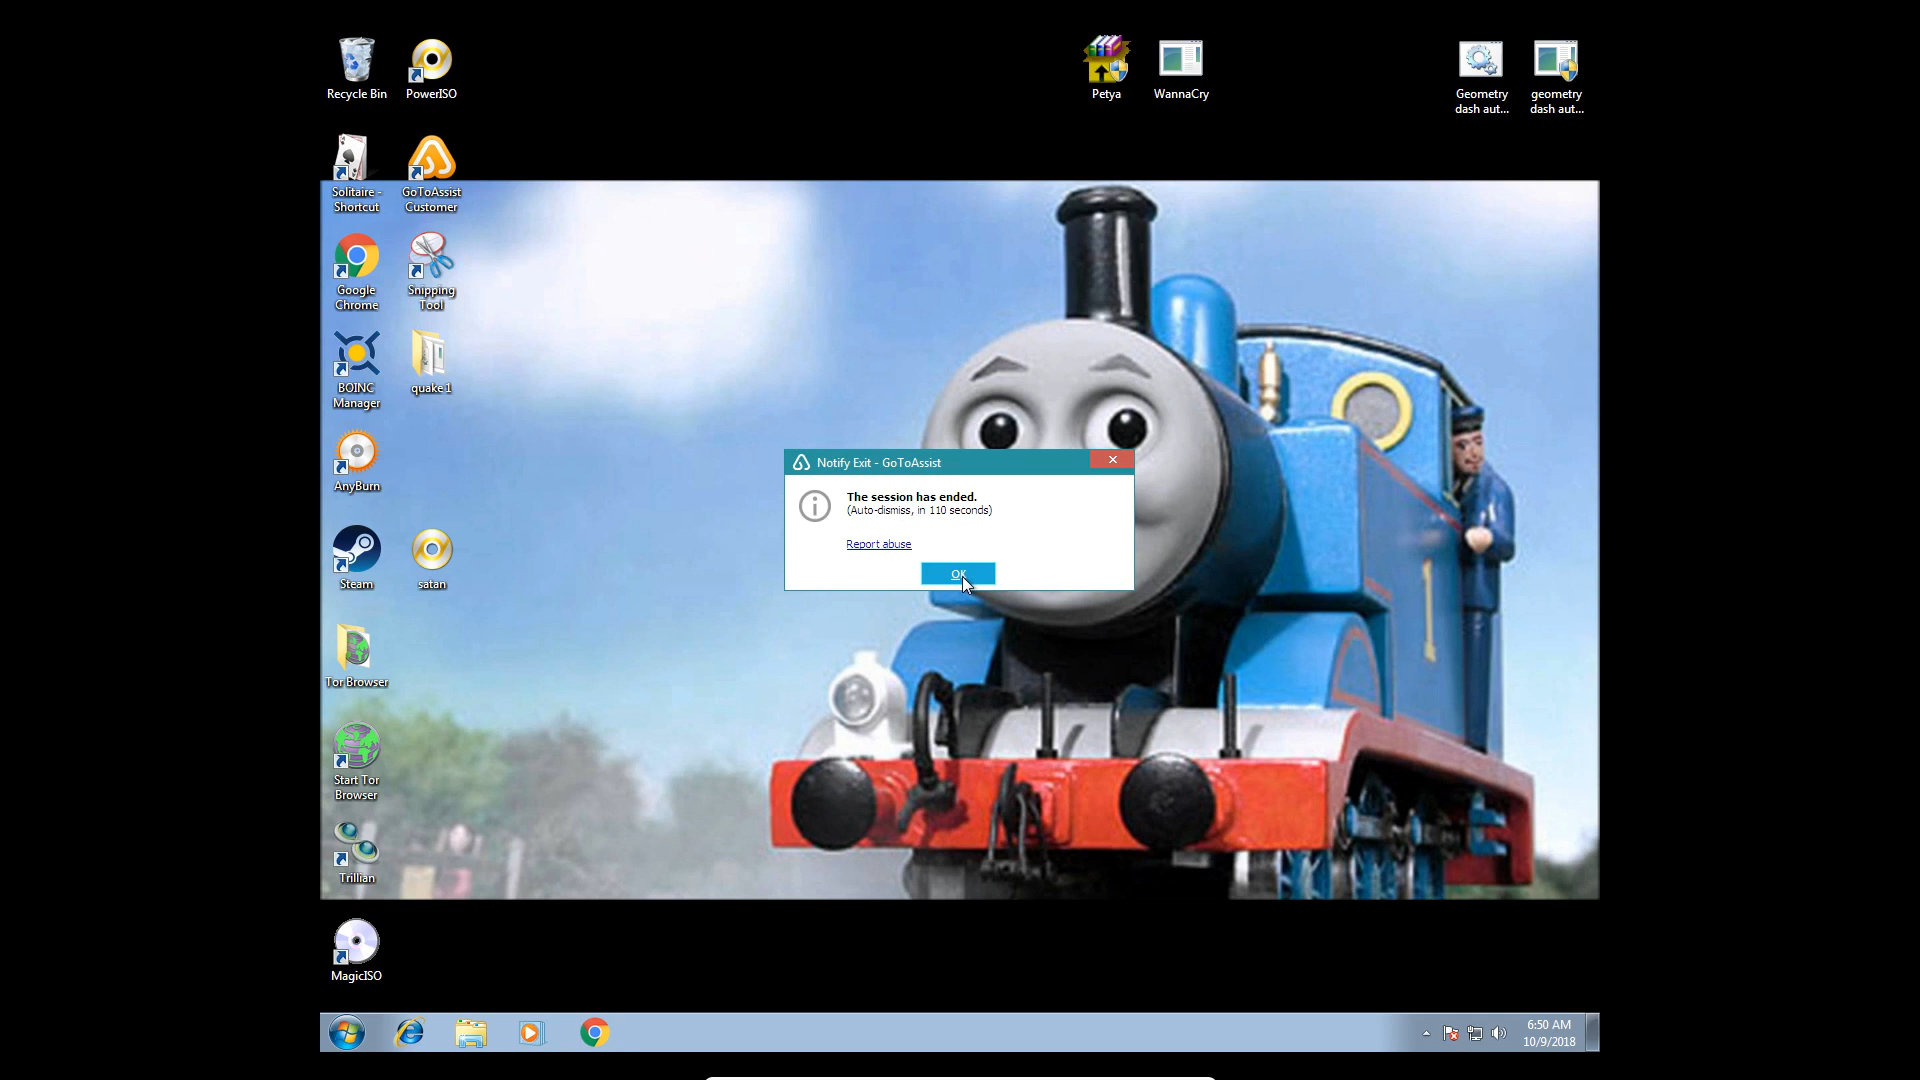 Recycle Bin
PowerISO
Petya
WannaCry
Geometry
dash aut...
geometry
dash aut...
Solitaire -
Shortcut
GoToAssist
Customer
Google
Chrome
Snipping
Tool
BOINC
Manager
quake 1
Notify Exit - GoToAssist
The session has ended.
(Auto-dismiss, in 110 seconds)
Report abuse
OK
AnyBurn
Steam
satan
1
Tor Browser
Start Tor
Browser
Trillian
MagicISO
6:50 AM
10/9/2018